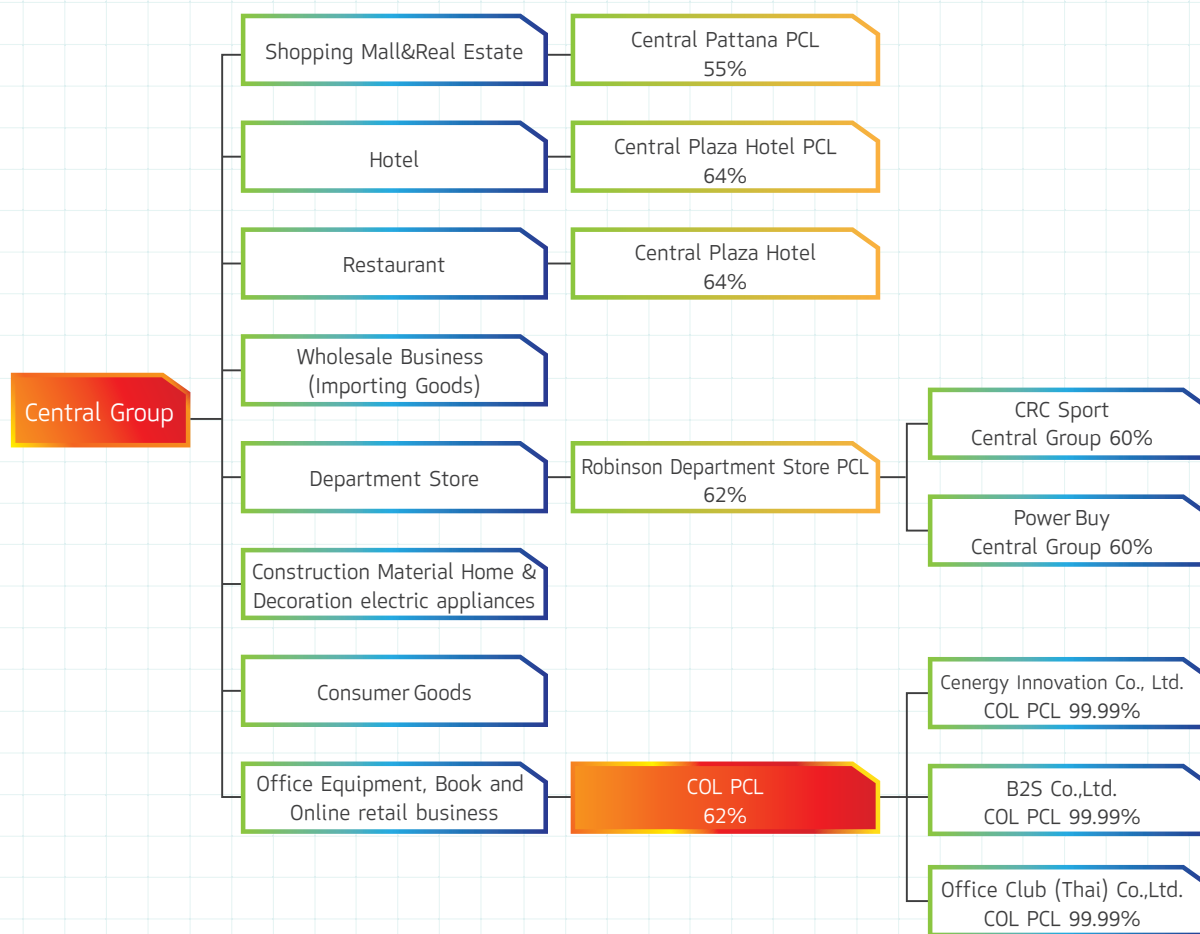 Shopping Mall&Real Estate
Central Pattana PCL
55%
Hotel
Central Plaza Hotel PCL
64%
Restaurant
Central Plaza Hotel
64%
Wholesale Business
(Importing Goods)
Central Group
Department Store
Robinson Department Store PCL
62%
CRC Sport
Central Group 60%
Power Buy
Central Group 60%
Construction Material Home &
Decoration electric appliances
Consumer Goods
Office Equipment, Book and
Online retail business
COL PCL
62%
Cenergy Innovation Co., Ltd.
COL PCL 99.99%
B2S Co.,Ltd.
COL PCL 99.99%
Office Club (Thai) Co.,Ltd.
COL PCL 99.99%